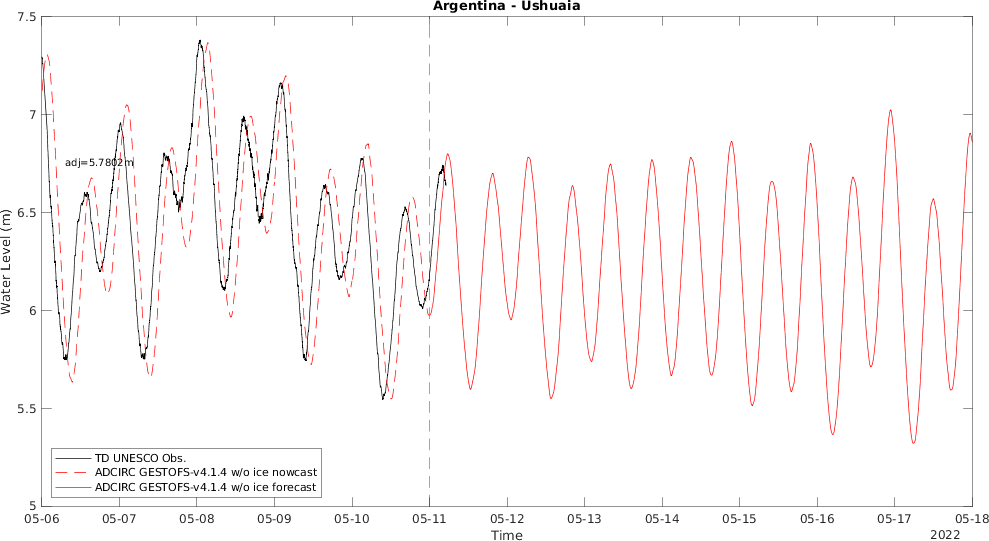 Argentina - Ushuaia
7.5
7
6.5
6
5.5
5
Water Level (m)
adj=5.7802m
TD UNESCO Obs.
ADCIRC GESTOFS-v4.1.4 w/o ice nowcast
ADCIRC GESTOFS-v4.1.4 w/o ice forecast
05-06 05-07 05-08 05-09 05-10 05-11 05-12 05-13 05-14 05-15 05-16 05-17 05-18
Time
2022